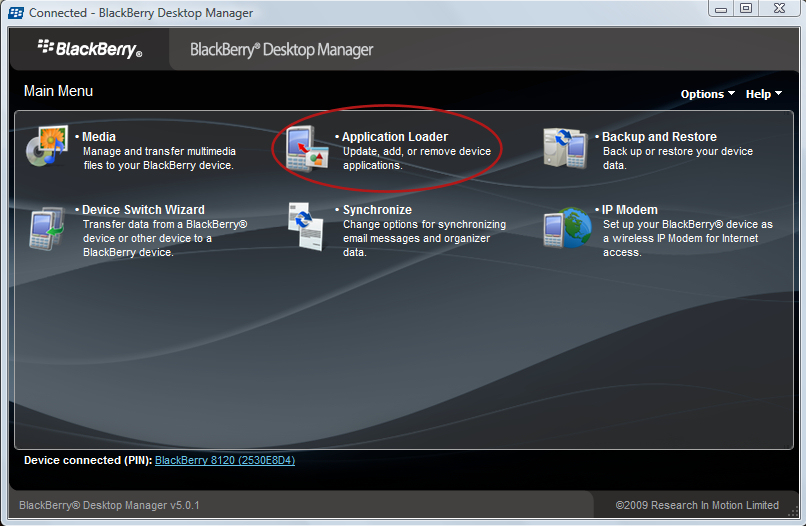 Connected - BlackBerry Desktop Manager
BlackBerry®
BlackBerry® Desktop Manager
Main Menu
Options
Help
• Media
Manage and transfer multimedia
files to your BlackBerry device.
• Application Loader
Update, add, or remove device
applications.
• Backup and Restore
Back up or restore your device
data.
• Device Switch Wizard
Transfer data from a BlackBerry®
device or other device to a
BlackBerry device.
• Synchronize
Change options for synchronizing
email messages and organizer
data.
• IP Modem
Set up your BlackBerry® device as
a wireless IP Modem for Internet
access.
Device connected (PIN): BlackBerry 8120 (2530E8D4)
BlackBerry® Desktop Manager v5.0.1
©2009 Research In Motion Limited